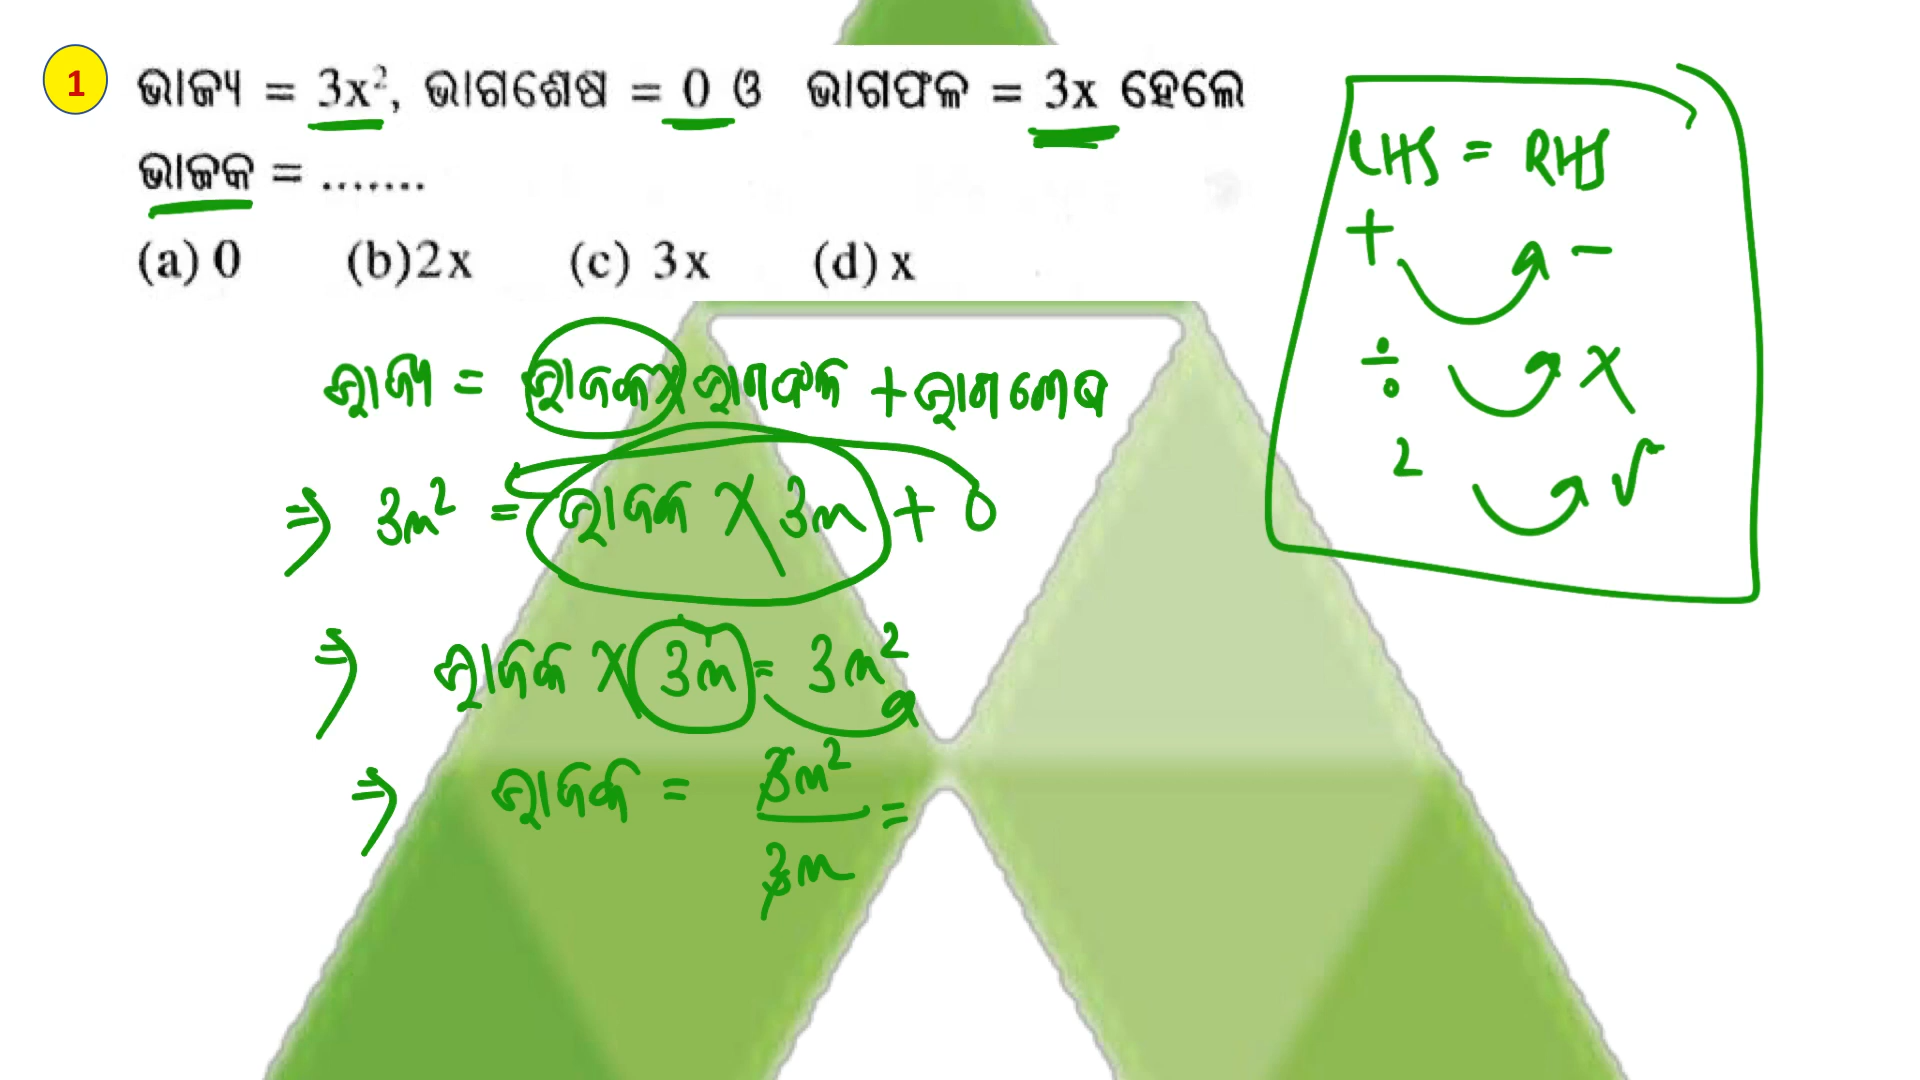 1
ଭାଜ୍ୟ = 3x², ଭାଗଶେଷ = 0 ଓ ଭାଗଫଳ = 3x ହେଲେ
ଭାଜକ = .......
(a) 0 (b) 2x (c) 3x (d) x
ଭାଜ୍ୟ = ଭାଜକ × ଭାଗଫଳ + ଭାଗଶେଷ
⇒ 3x² = ଭାଜକ × 3x + 0
⇒ ଭାଜକ × 3x = 3x²
⇒ ଭାଜକ = 3x² / 3x =
LHS = RHS
+ −
÷ ×
2 √